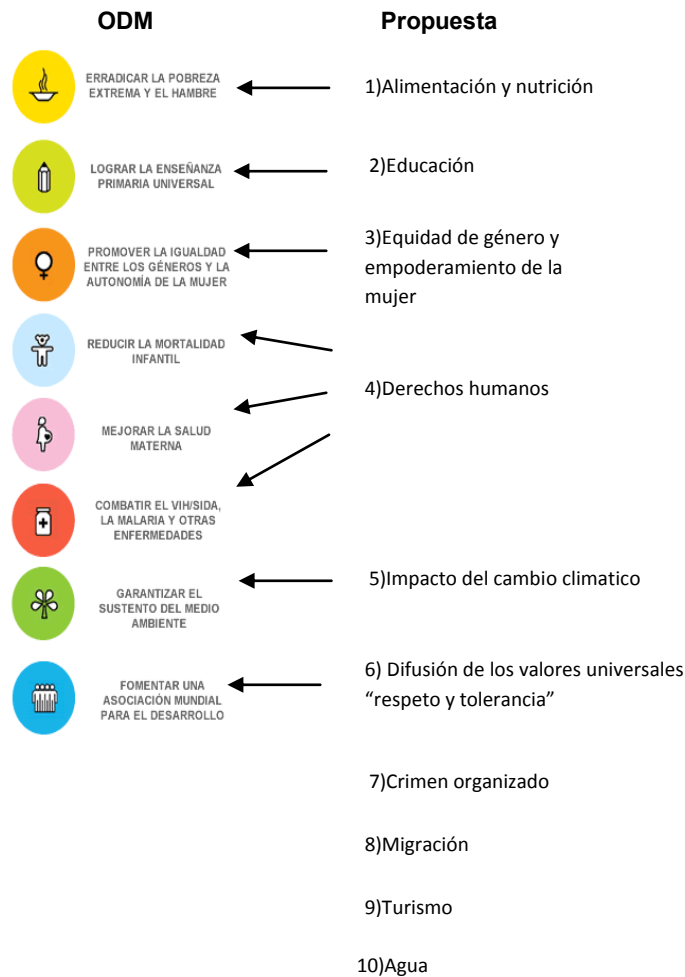 ODM
Propuesta
ERRADICAR LA POBREZA
EXTREMA Y EL HAMBRE
1)Alimentación y nutrición
LOGRAR LA ENSEÑANZA
PRIMARIA UNIVERSAL
2)Educación
PROMOVER LA IGUALDAD
ENTRE LOS GÉNEROS Y LA
AUTONOMÍA DE LA MUJER
3)Equidad de género y
empoderamiento de la
mujer
REDUCIR LA MORTALIDAD
INFANTIL
MEJORAR LA SALUD
MATERNA
4)Derechos humanos
COMBATIR EL VIH/SIDA,
LA MALARIA Y OTRAS
ENFERMEDADES
GARANTIZAR EL
SUSTENTO DEL MEDIO
AMBIENTE
5)Impacto del cambio climatico
FOMENTAR UNA
ASOCIACIÓN MUNDIAL
PARA EL DESARROLLO
6) Difusión de los valores universales
“respeto y tolerancia”
7)Crimen organizado
8)Migración
9)Turismo
10)Agua